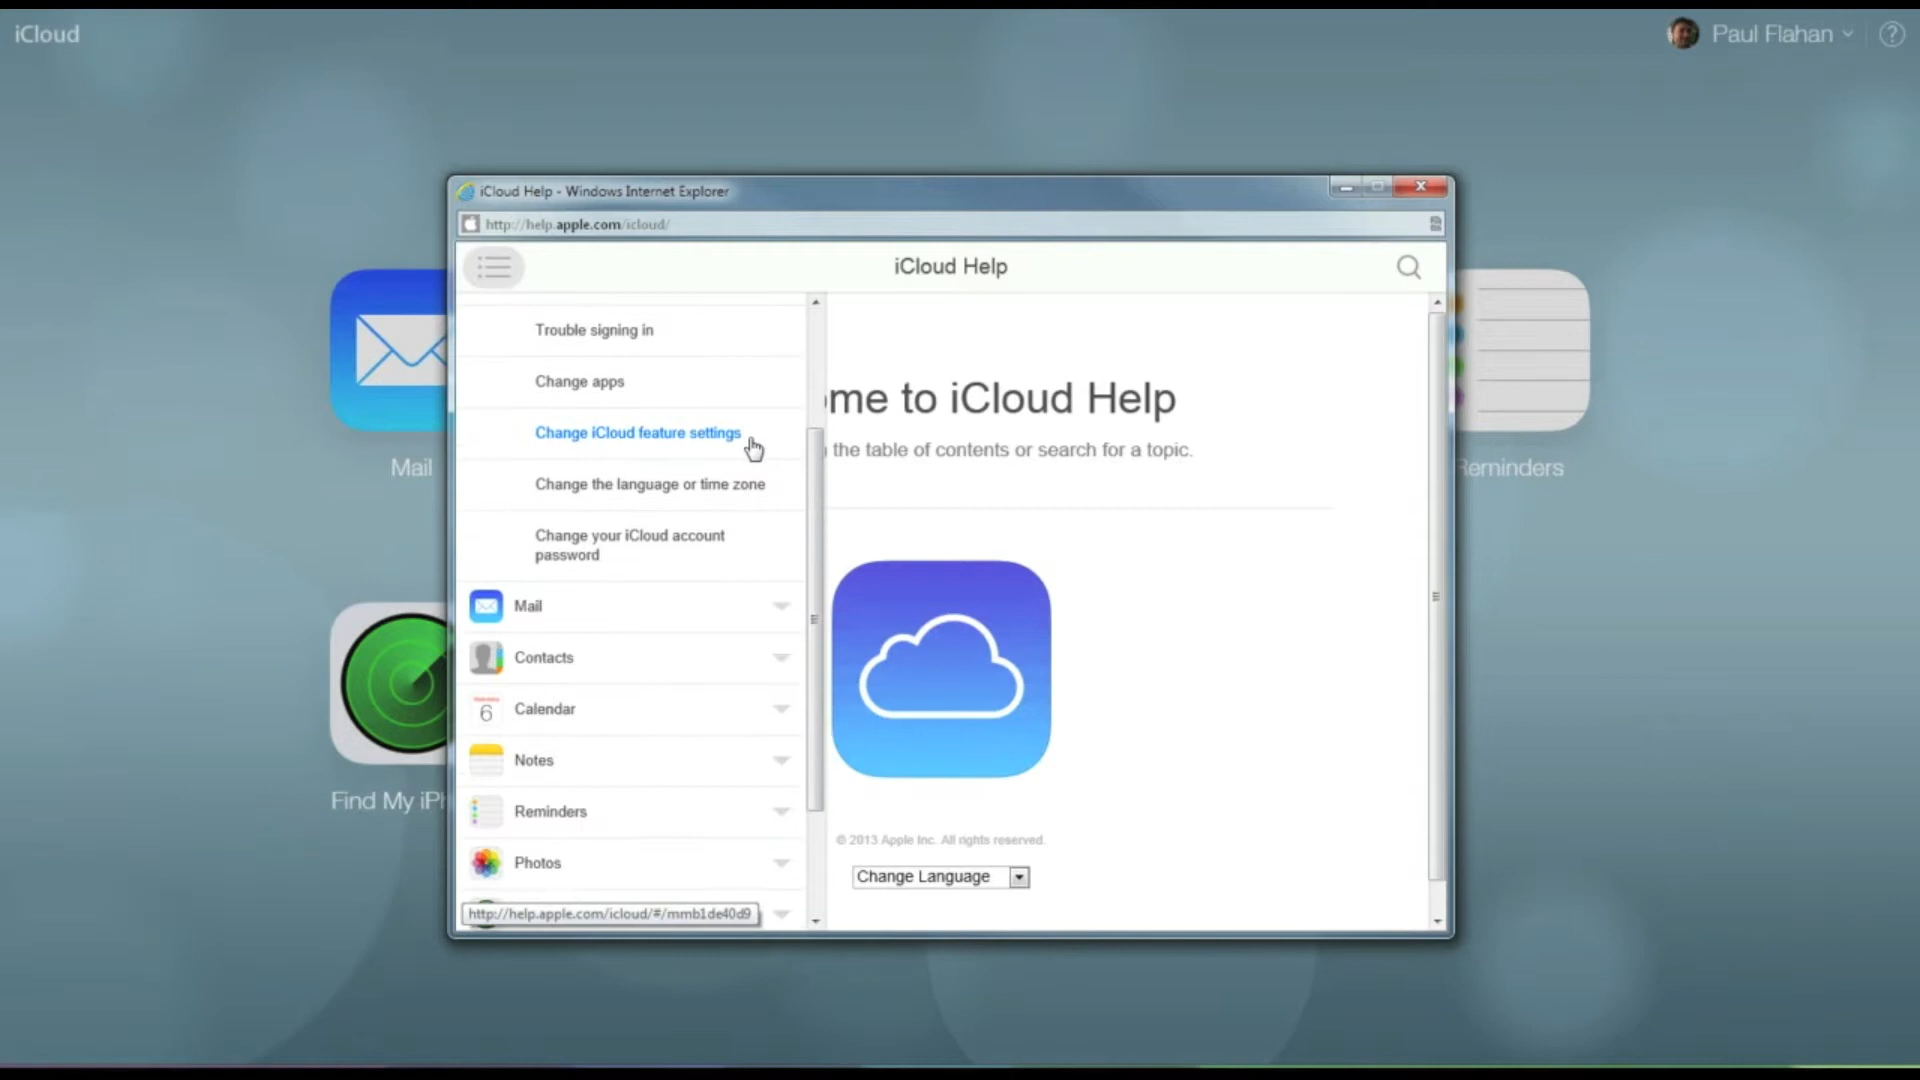 iCloud
Paul Flahan
?
iCloud Help - Windows Internet Explorer
http://help.apple.com/icloud/
iCloud Help
Trouble signing in
Change apps
Change iCloud feature settings
Change the language or time zone
Change your iCloud account
password
Mail
Contacts
6
Calendar
Notes
Reminders
Photos
http://help.apple.com/icloud/#/mmb1de40d9
me to iCloud Help
the table of contents or search for a topic.
© 2013 Apple Inc. All rights reserved.
Change Language
Mail
Reminders
Find My iPh